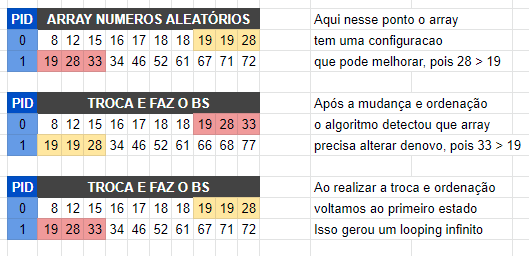 PID ARRAY NUMEROS ALEATÓRIOS Aqui nesse ponto o array
0 8 12 15 16 17 18 18 19 19 28 tem uma configuracao
1 19 28 33 34 46 52 61 67 71 72 que pode melhorar, pois 28 > 19
PID TROCA E FAZ O BS Após a mudança e ordenação
0 8 12 15 16 17 18 18 19 28 33 o algoritmo detectou que array
1 19 19 28 34 46 52 61 66 68 77 precisa alterar denovo, pois 33 > 19
PID TROCA E FAZ O BS Ao realizar a troca e ordenação
0 8 12 15 16 17 18 18 19 19 28 voltamos ao primeiro estado
1 19 28 33 34 46 52 61 67 71 72 Isso gerou um looping infinito